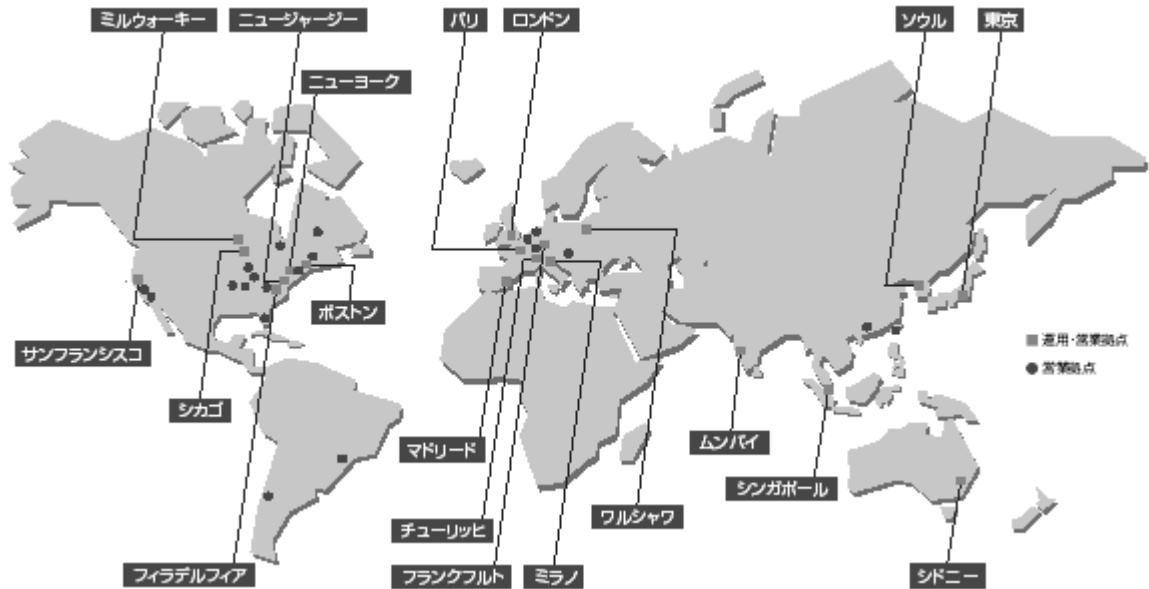 ミルウォーキー
ニュージャージー
パリ
ロンドン
ソウル
東京
ニューヨーク
ボストン
サンフランシスコ
■ 運用・営業拠点
● 営業拠点
シカゴ
マドリード
ムンバイ
シンガポール
ワルシャワ
チューリッヒ
フィラデルフィア
フランクフルト
ミラノ
シドニー